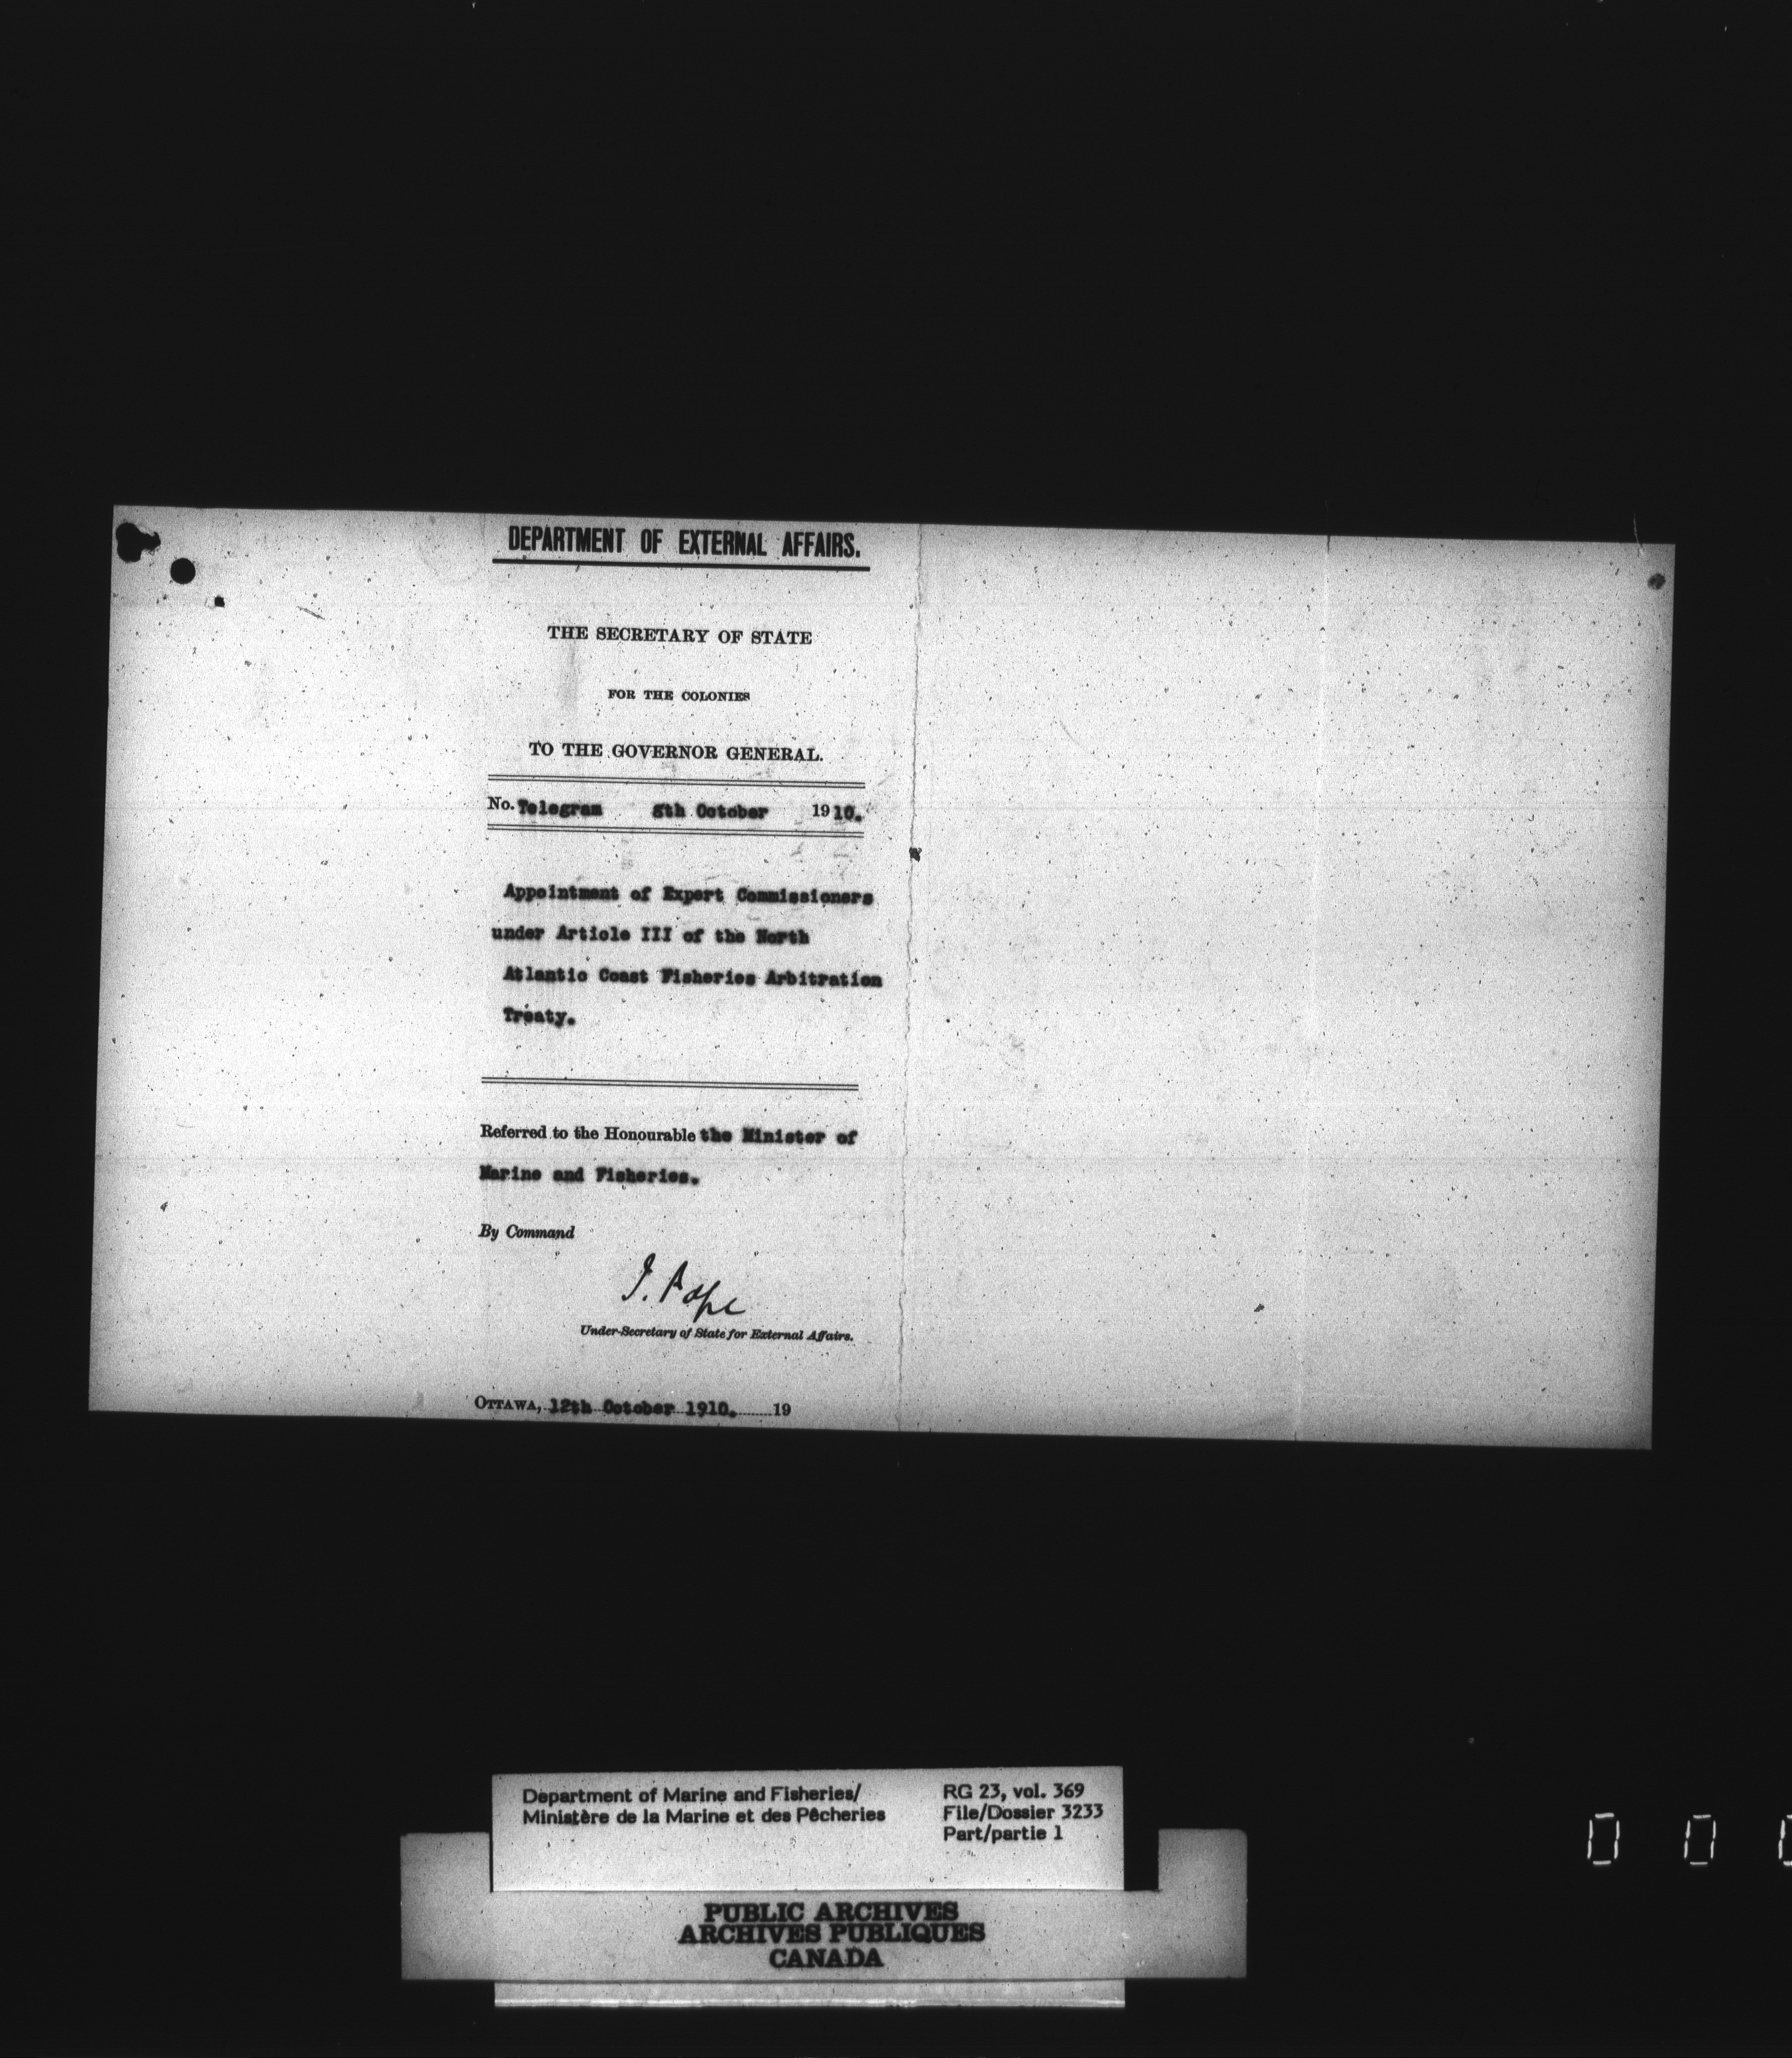 DEPARTMENT OF EXTERNAL AFFAIRS.
THE SECRETARY OF STATE
FOR THE COLONIES
TO THE GOVERNOR GENERAL.
No. Telegram 8th October 1910.
Appointment of Expert Commissioners
under Article III of the North
Atlantic Coast Fisheries Arbitration
Treaty.
Referred to the Honourable the Minister of
Marine and Fisheries.
By Command
J. Pope
Under-Secretary of State for External Affairs.
OTTAWA, 12th October 1910. 19
Department of Marine and Fisheries/
Ministère de la Marine et des Pêcheries
RG 23, vol. 369
File/Dossier 3233
Part/partie 1
PUBLIC ARCHIVES
ARCHIVES PUBLIQUES
CANADA
0 0